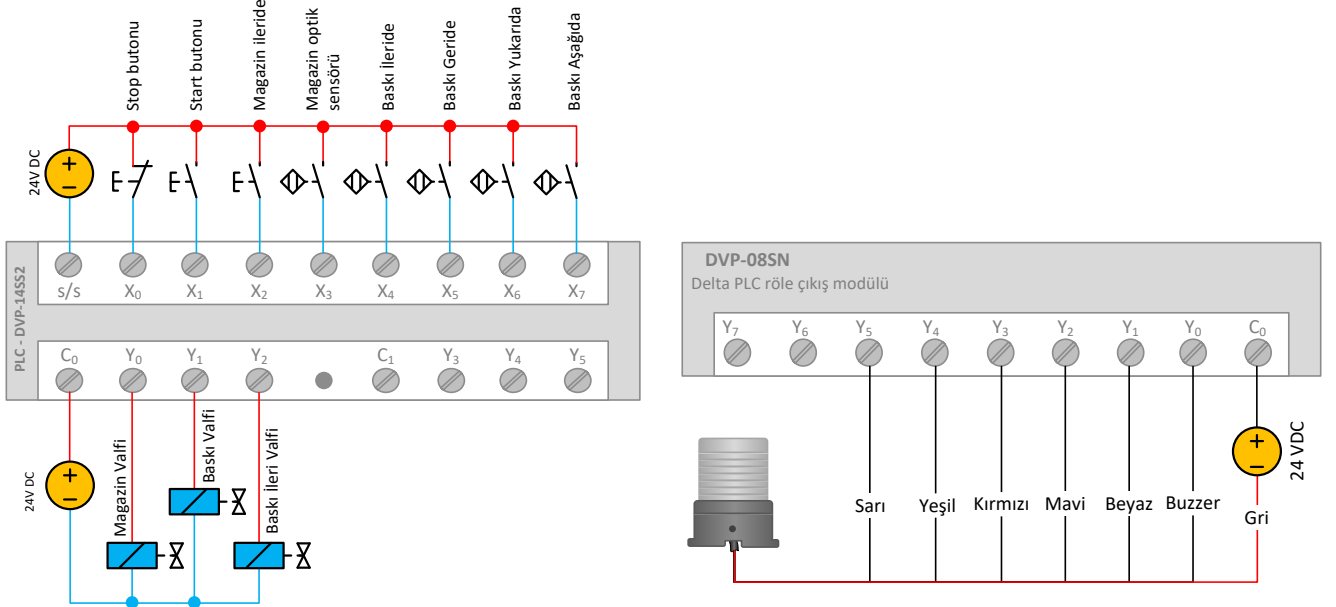 Stop butonu
Start butonu
Magazin ileride
Magazin optik
sensörü
Baskı İleride
Baskı Geride
Baskı Yukarıda
Baskı Aşağıda
24V DC
+
−
PLC - DVP-14SS2
s/s
X₀
X₁
X₂
X₃
X₄
X₅
X₆
X₇
C₀
Y₀
Y₁
Y₂
C₁
Y₃
Y₄
Y₅
24V DC
+
−
Magazin Valfi
Baskı Valfi
Baskı İleri Valfi
DVP-08SN
Delta PLC röle çıkış modülü
Y₇
Y₆
Y₅
Y₄
Y₃
Y₂
Y₁
Y₀
C₀
+
−
24 VDC
Sarı
Yeşil
Kırmızı
Mavi
Beyaz
Buzzer
Gri